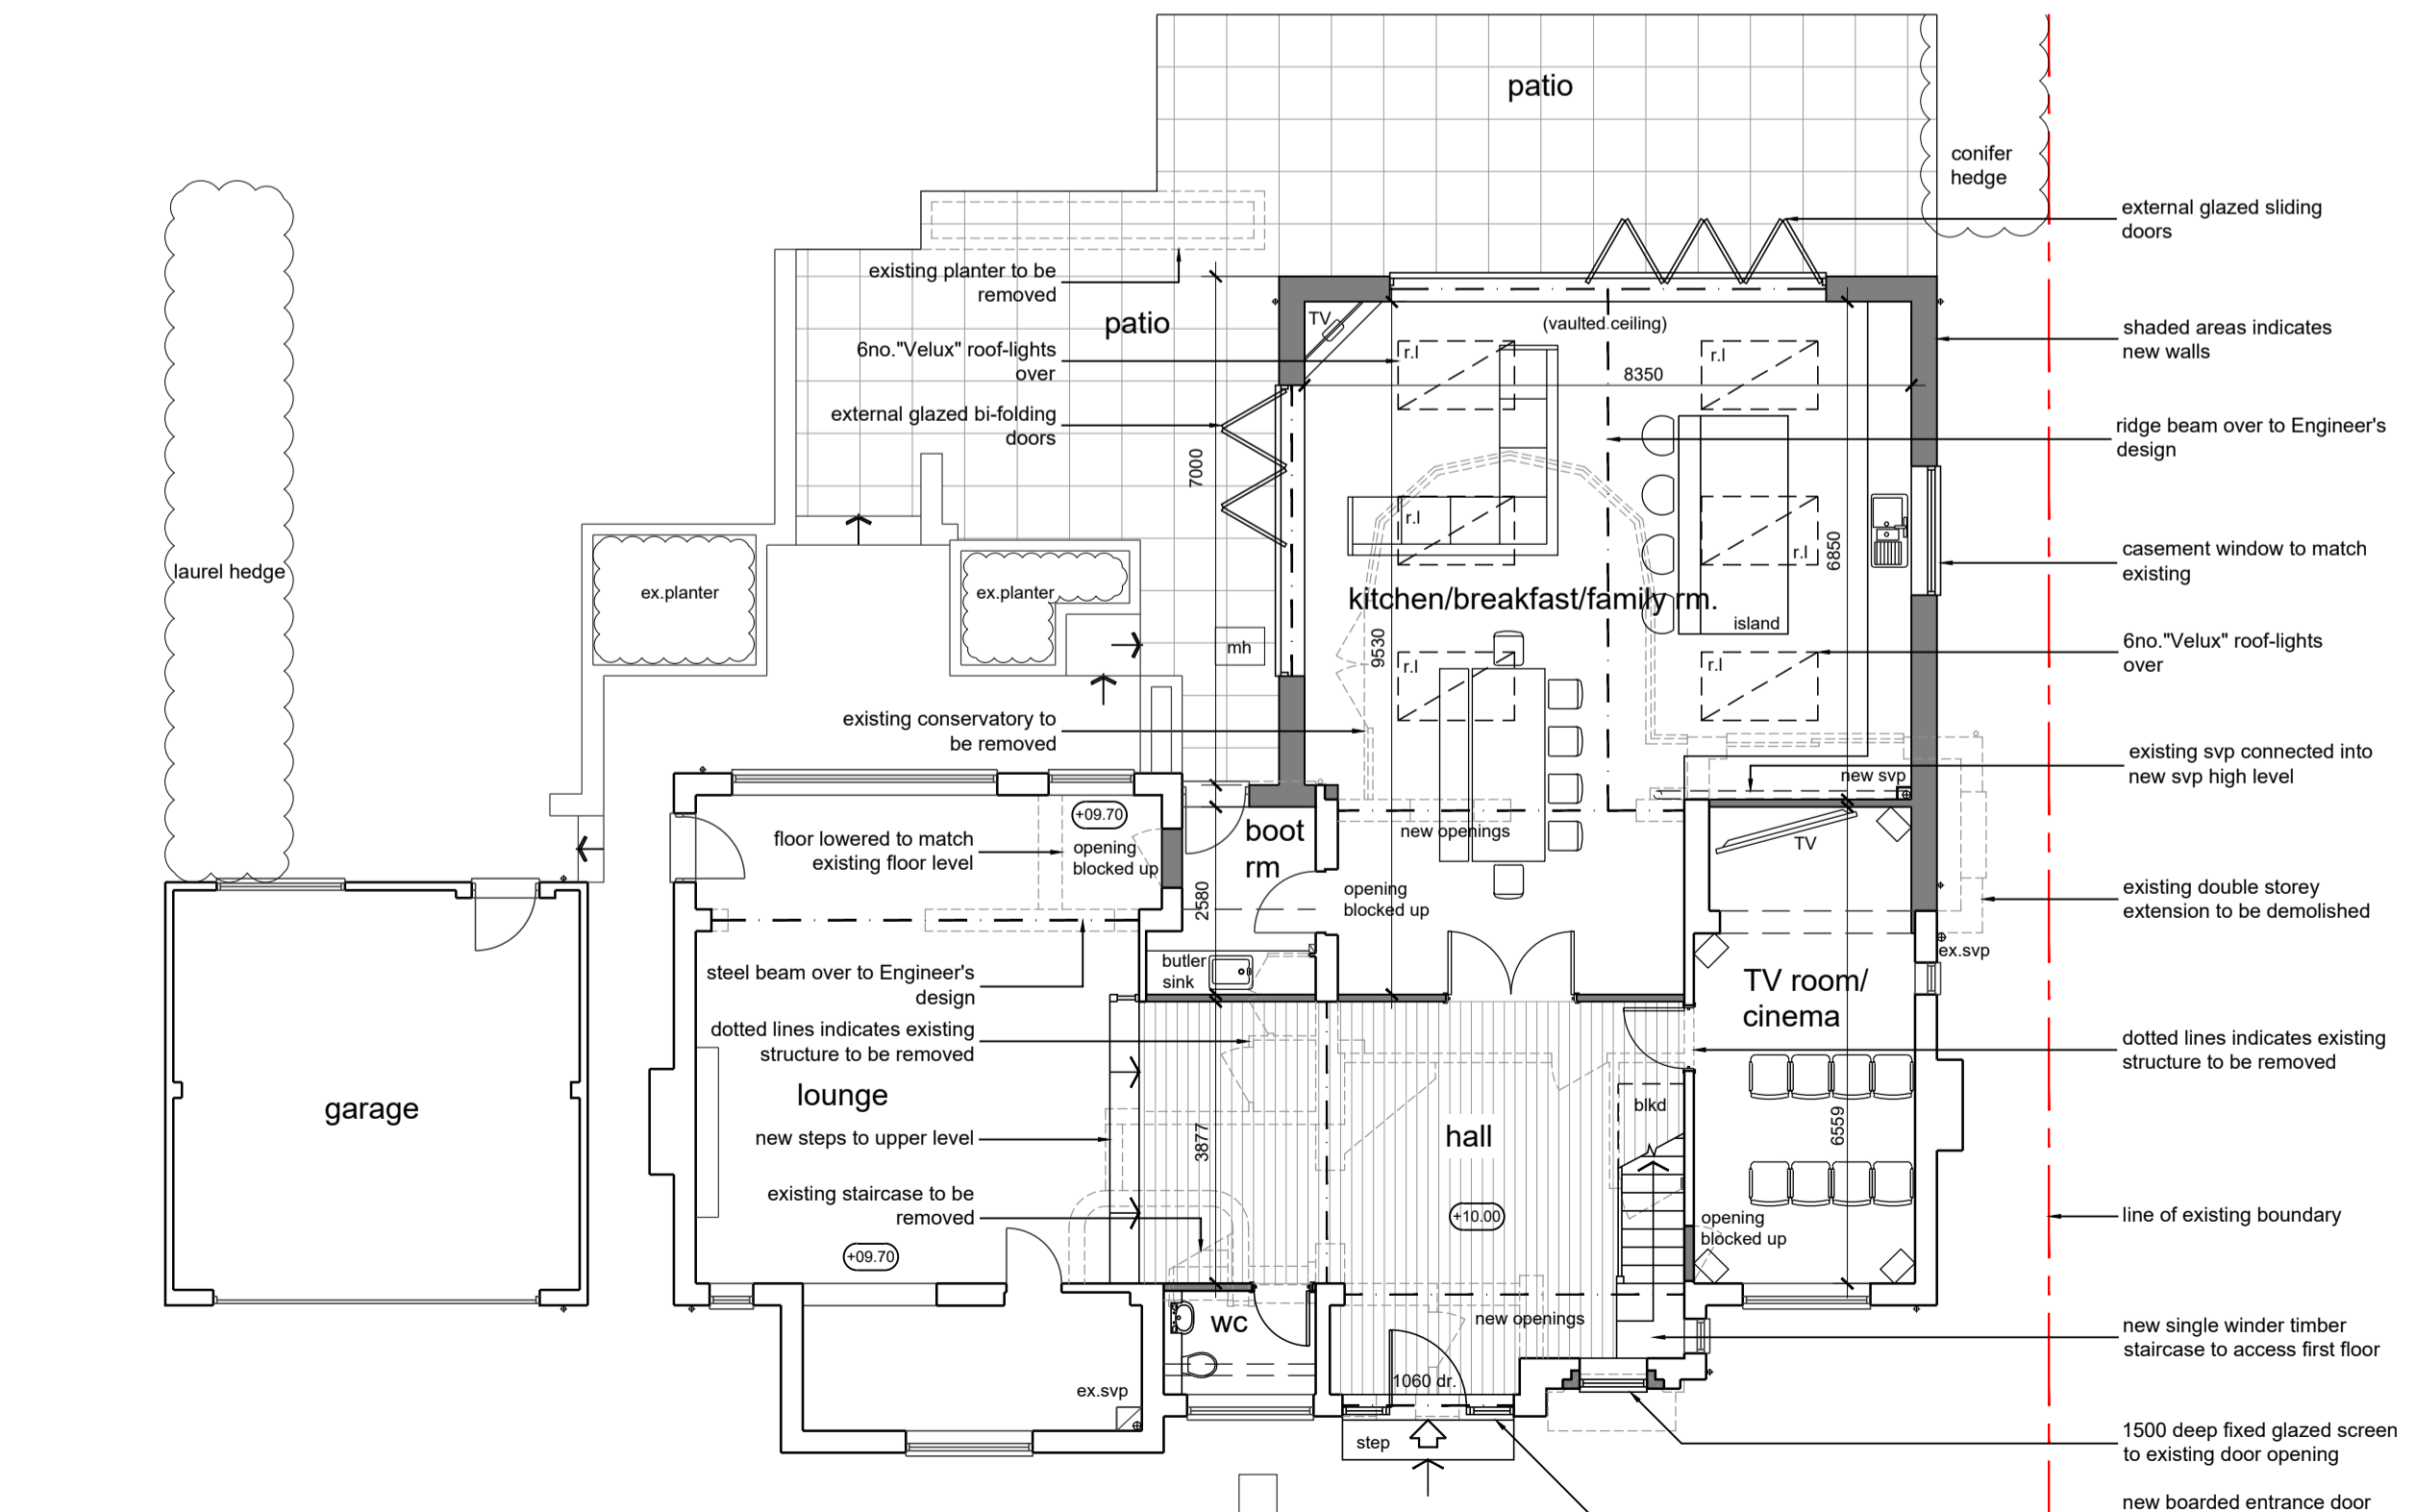 patio
conifer
hedge
external glazed sliding
doors
existing planter to be
removed
patio
TV
(vaulted ceiling)
shaded areas indicates
new walls
6no."Velux" roof-lights
over
r.l
r.l
8350
external glazed bi-folding
doors
ridge beam over to Engineer's
design
7000
r.l
r.l
6850
casement window to match
existing
laurel hedge
ex.planter
ex.planter
kitchen/breakfast/family rm.
island
mh
9530
r.l
r.l
6no."Velux" roof-lights
over
existing conservatory to
be removed
existing svp connected into
new svp high level
new svp
+09.70
floor lowered to match
existing floor level
opening
blocked up
boot
rm
new openings
TV
2580
opening
blocked up
existing double storey
extension to be demolished
ex.svp
butler
sink
steel beam over to Engineer's
design
TV room/
cinema
dotted lines indicates existing
structure to be removed
dotted lines indicates existing
structure to be removed
lounge
garage
blkd
new steps to upper level
3877
hall
6559
existing staircase to be
removed
+10.00
opening
blocked up
line of existing boundary
+09.70
wc
new openings
new single winder timber
staircase to access first floor
1060 dr.
ex.svp
step
1500 deep fixed glazed screen
to existing door opening
new boarded entrance door